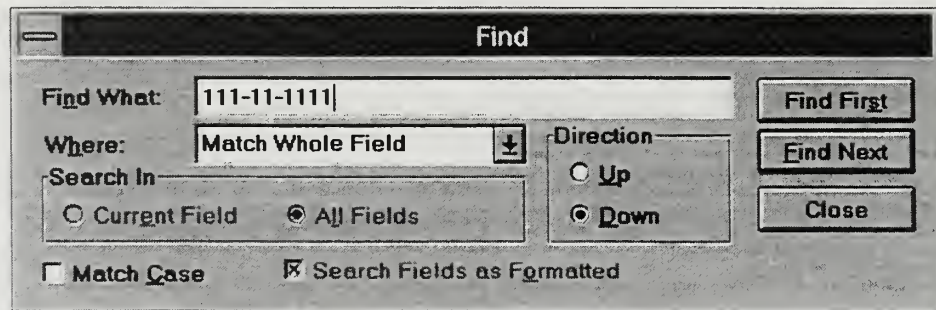 Find
Find What: 111-11-1111 Find First
Where: Match Whole Field Direction Find Next
Search In Up
Current Field All Fields Down Close
Match Case Search Fields as Formatted